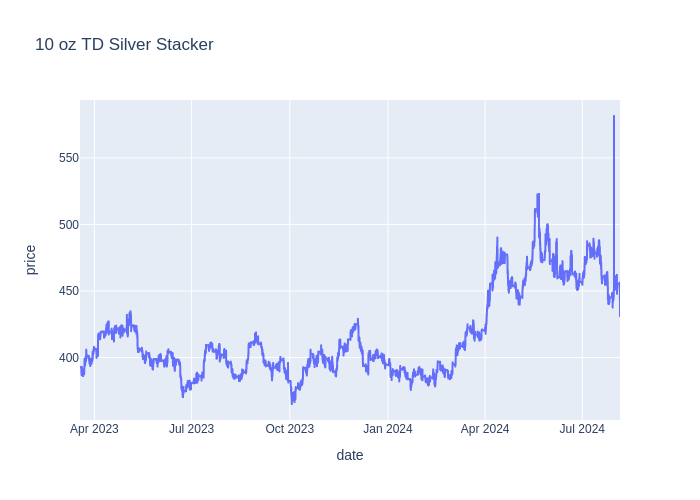 10 oz TD Silver Stacker
price
550
500
450
400
Apr 2023
Jul 2023
Oct 2023
Jan 2024
Apr 2024
Jul 2024
date